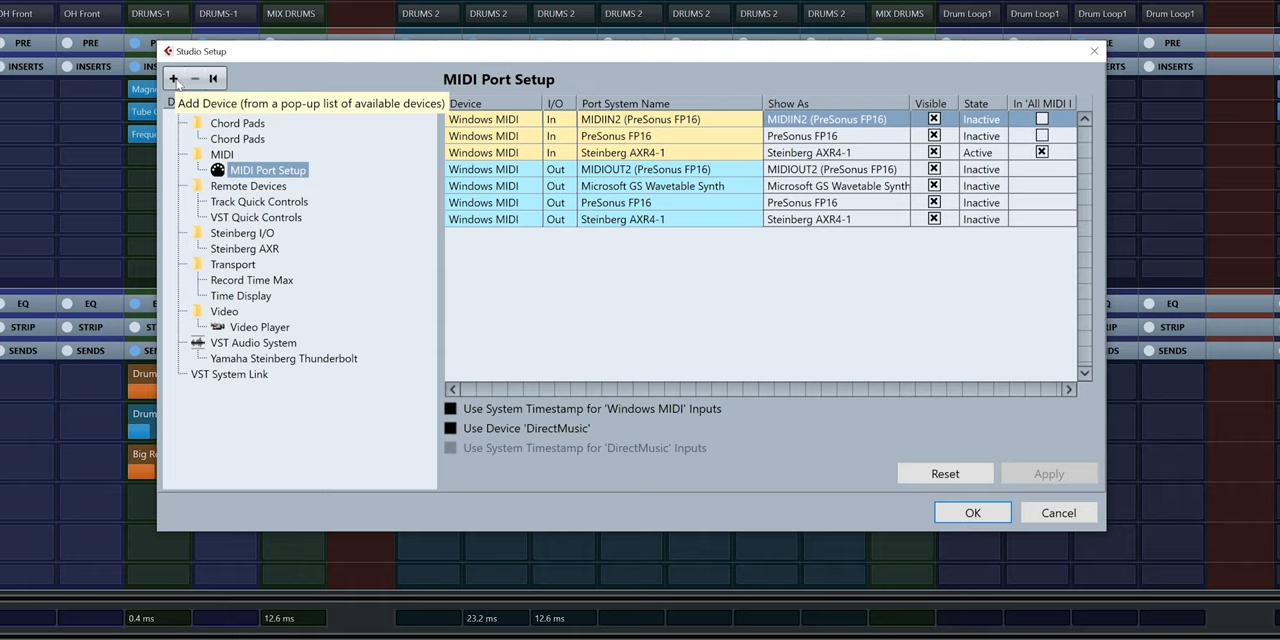 OH Front
OH Front
DRUMS-1
DRUMS-1
MIX DRUMS
DRUMS 2
DRUMS 2
DRUMS 2
DRUMS 2
DRUMS 2
DRUMS 2
DRUMS 2
MIX DRUMS
Drum Loop1
Drum Loop1
Drum Loop1
Drum Loop1
PRE
PRE
PRE
INSERTS
INSERTS
INSERTS
Studio Setup
MIDI Port Setup
Add Device (from a pop-up list of available devices)
Chord Pads
Chord Pads
MIDI
MIDI Port Setup
Remote Devices
Track Quick Controls
VST Quick Controls
Steinberg I/O
Steinberg AXR
Transport
Record Time Max
Time Display
Video
Video Player
VST Audio System
Yamaha Steinberg Thunderbolt
VST System Link
Device I/O Port System Name Show As Visible State In 'All MIDI I
Windows MIDI In MIDIIN2 (PreSonus FP16) MIDIIN2 (PreSonus FP16) Inactive
Windows MIDI In PreSonus FP16 PreSonus FP16 Inactive
Windows MIDI In Steinberg AXR4-1 Steinberg AXR4-1 Active
Windows MIDI Out MIDIOUT2 (PreSonus FP16) MIDIOUT2 (PreSonus FP16) Inactive
Windows MIDI Out Microsoft GS Wavetable Synth Microsoft GS Wavetable Synth Inactive
Windows MIDI Out PreSonus FP16 PreSonus FP16 Inactive
Windows MIDI Out Steinberg AXR4-1 Steinberg AXR4-1 Inactive
Use System Timestamp for 'Windows MIDI' Inputs
Use Device 'DirectMusic'
Use System Timestamp for 'DirectMusic' Inputs
Reset
Apply
OK
Cancel
EQ
EQ
EQ
STRIP
STRIP
STRIP
SENDS
SENDS
SENDS
Drum
Drum
0.4 ms
12.6 ms
23.2 ms
12.6 ms